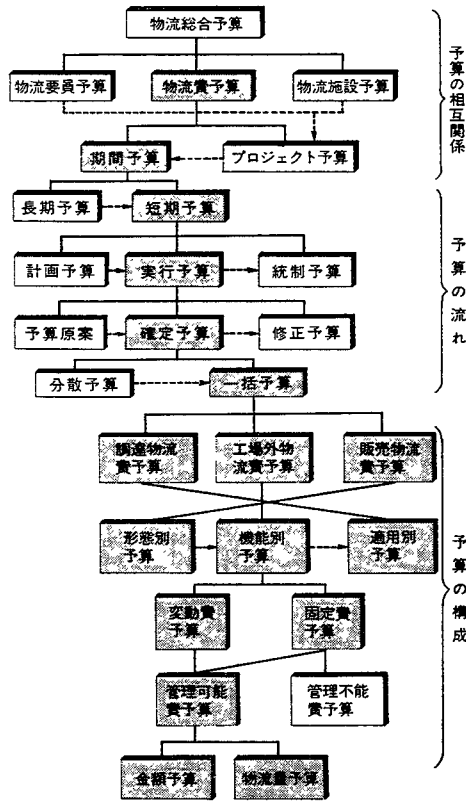 物流総合予算
物流要員予算
物流費予算
物流施設予算
期間予算
プロジェクト予算
長期予算
短期予算
計画予算
実行予算
統制予算
予算原案
確定予算
修正予算
分散予算
一括予算
調達物流
費予算
工場外物
流費予算
販売物流
費予算
形態別
予算
機能別
予算
適用別
予算
変動費
予算
固定費
予算
管理可能
費予算
管理不能
費予算
金額予算
物流量予算
予算の相互関係
予算の流れ
予算の構成